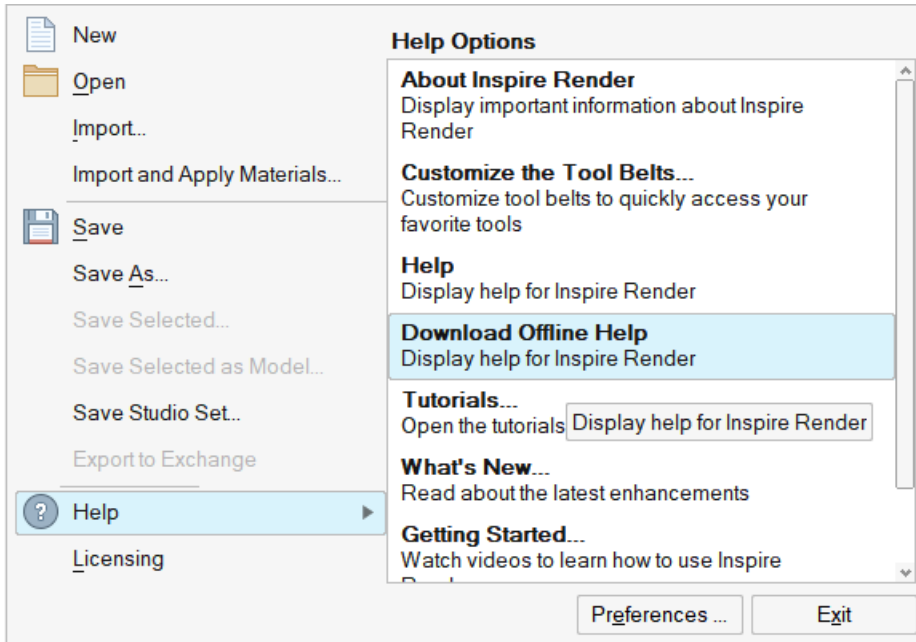 New
Open
Import...
Import and Apply Materials...
Save
Save As...
Save Selected...
Save Selected as Model...
Save Studio Set...
Export to Exchange
Help
Licensing
Help Options
About Inspire Render
Display important information about Inspire
Render
Customize the Tool Belts...
Customize tool belts to quickly access your
favorite tools
Help
Display help for Inspire Render
Download Offline Help
Display help for Inspire Render
Tutorials...
Open the tutorials
Display help for Inspire Render
What's New...
Read about the latest enhancements
Getting Started...
Watch videos to learn how to use Inspire
Preferences ...
Exit